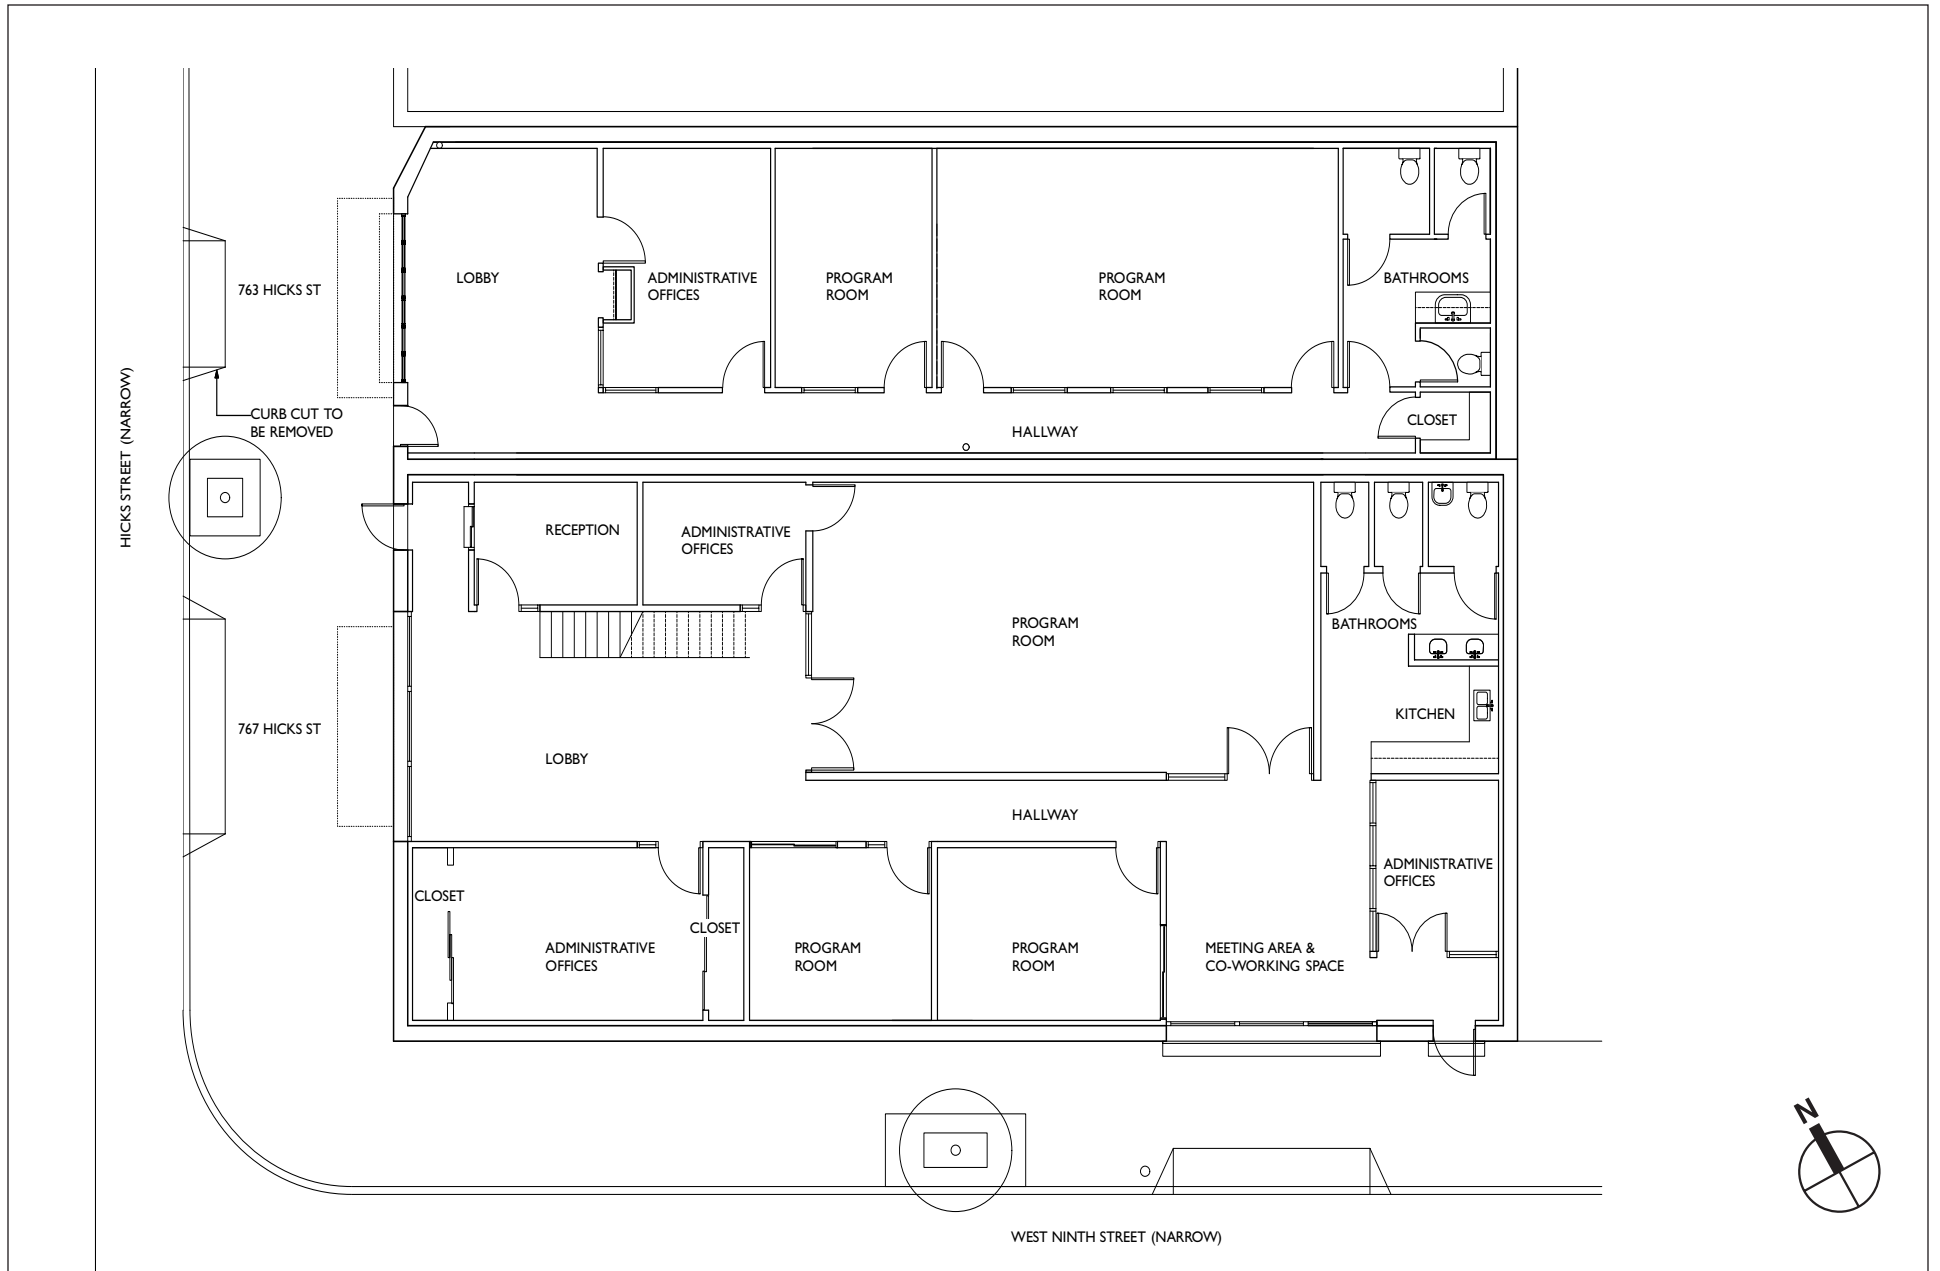 LOBBY
ADMINISTRATIVE
OFFICES
PROGRAM
ROOM
PROGRAM
ROOM
BATHROOMS
763 HICKS ST
HICKS STREET (NARROW)
CURB CUT TO
BE REMOVED
HALLWAY
CLOSET
RECEPTION
ADMINISTRATIVE
OFFICES
PROGRAM
ROOM
BATHROOMS
KITCHEN
767 HICKS ST
LOBBY
HALLWAY
CLOSET
ADMINISTRATIVE
OFFICES
CLOSET
PROGRAM
ROOM
PROGRAM
ROOM
MEETING AREA &
CO-WORKING SPACE
ADMINISTRATIVE
OFFICES
N
WEST NINTH STREET (NARROW)